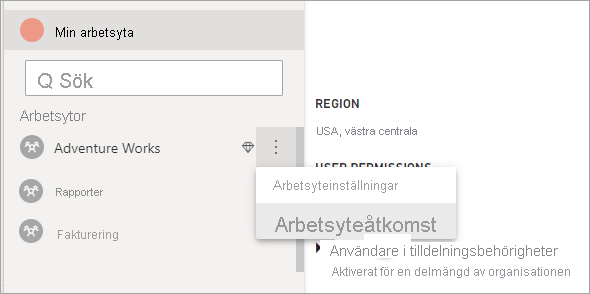 Min arbetsyta
Sök
Arbetsytor
Adventure Works
Rapporter
Fakturering
REGION
USA, västra centrala
USER PERMISSIONS
Arbetsyteinställningar
Arbetsyteåtkomst
Användare i tilldelningsbehörigheter
Aktiverat för en delmängd av organisationen